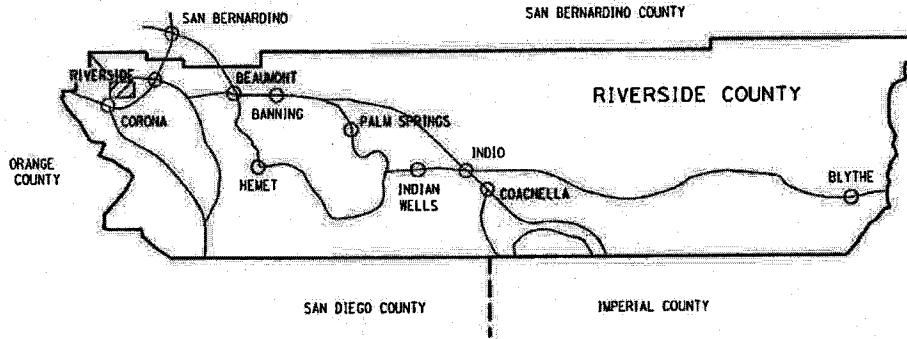 SAN BERNARDINO
SAN BERNARDINO COUNTY
RIVERSIDE
BEAUMONT
RIVERSIDE COUNTY
CORONA
BANNING
PALM SPRINGS
ORANGE
COUNTY
HEMET
INDIO
INDIAN
WELLS
COACHELLA
BLYTHE
SAN DIEGO COUNTY
IMPERIAL COUNTY